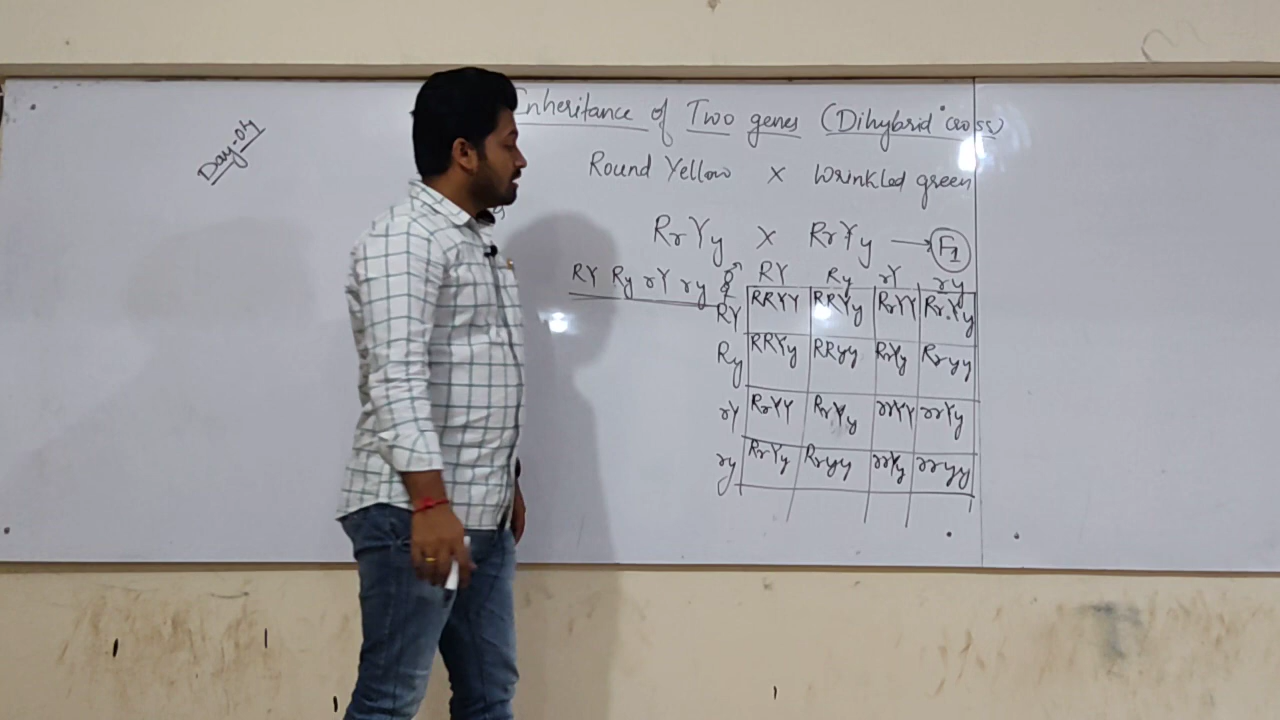 Day-04
Inheritance of Two genes (Dihybrid cross)
Round Yellow × Wrinkled green
RrYy × RrYy → F1
RY Ry rY ry ♂ ♀ RY Ry rY ry
RY RRYY RRYy RrYY RrYy
Ry RRYy RRyy RrYy Rryy
rY RrYY RrYy rrYY rrYy
ry RrYy Rryy rrYy rryy